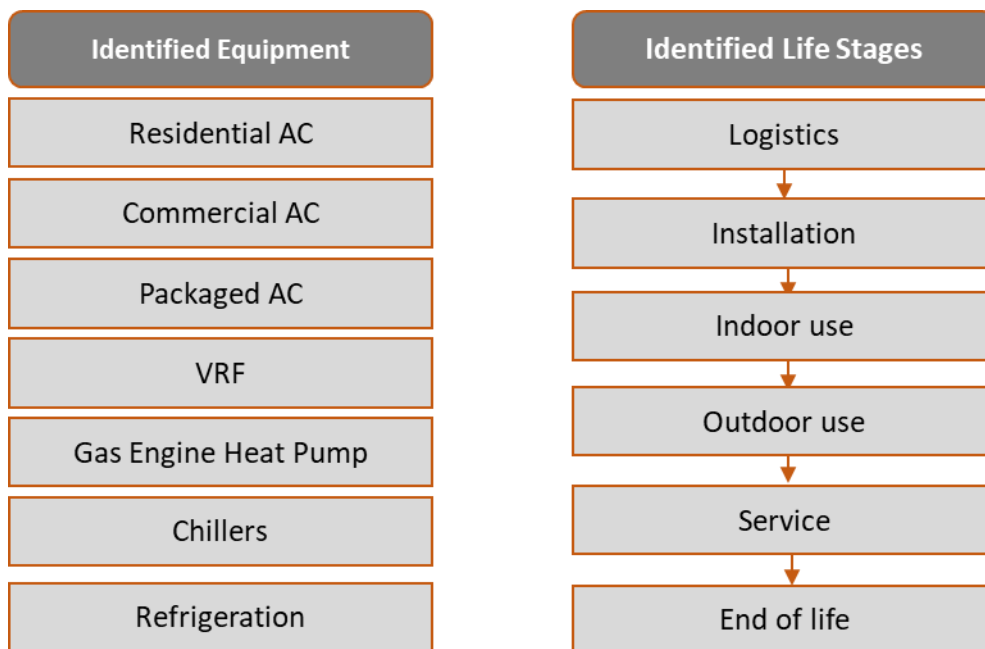 Identified Equipment
Residential AC
Commercial AC
Packaged AC
VRF
Gas Engine Heat Pump
Chillers
Refrigeration
Identified Life Stages
Logistics
Installation
Indoor use
Outdoor use
Service
End of life